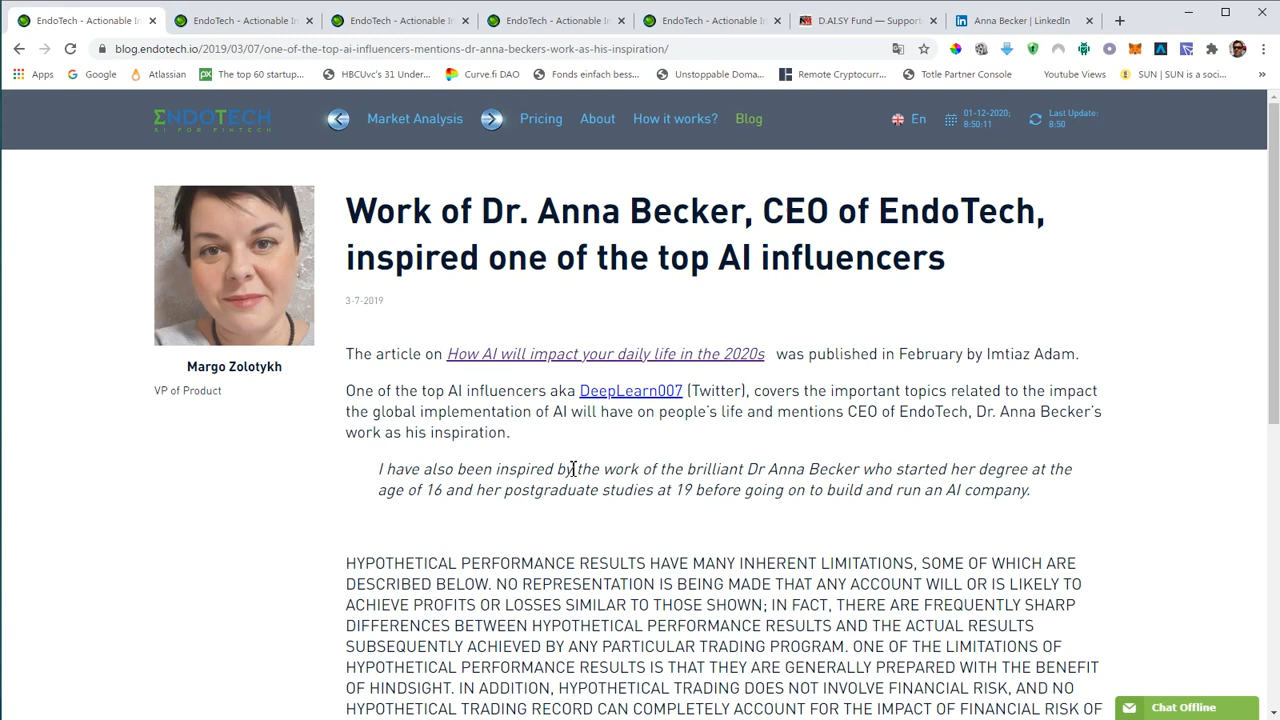 EndoTech - Actionable In
EndoTech - Actionable In
EndoTech - Actionable In
EndoTech - Actionable In
EndoTech - Actionable In
D.AI.SY Fund — Support
Anna Becker | LinkedIn
blog.endotech.io/2019/03/07/one-of-the-top-ai-influencers-mentions-dr-anna-beckers-work-as-his-inspiration/
Apps
Google
Atlassian
The top 60 startup...
HBCUvc's 31 Under...
Curve.fi DAO
Fonds einfach bess...
Unstoppable Doma...
Remote Cryptocurr...
Totle Partner Console
Youtube Views
SUN | SUN is a soci...
ENDOTECH
AI FOR FINTECH
Market Analysis
Pricing
About
How it works?
Blog
En
01-12-2020;
8:50:11
Last Update:
8:50
Work of Dr. Anna Becker, CEO of EndoTech,
inspired one of the top AI influencers
3-7-2019
Margo Zolotykh
VP of Product
The article on How AI will impact your daily life in the 2020s was published in February by Imtiaz Adam.
One of the top AI influencers aka DeepLearn007 (Twitter), covers the important topics related to the impact
the global implementation of AI will have on people's life and mentions CEO of EndoTech, Dr. Anna Becker's
work as his inspiration.
I have also been inspired by the work of the brilliant Dr Anna Becker who started her degree at the
age of 16 and her postgraduate studies at 19 before going on to build and run an AI company.
HYPOTHETICAL PERFORMANCE RESULTS HAVE MANY INHERENT LIMITATIONS, SOME OF WHICH ARE
DESCRIBED BELOW. NO REPRESENTATION IS BEING MADE THAT ANY ACCOUNT WILL OR IS LIKELY TO
ACHIEVE PROFITS OR LOSSES SIMILAR TO THOSE SHOWN; IN FACT, THERE ARE FREQUENTLY SHARP
DIFFERENCES BETWEEN HYPOTHETICAL PERFORMANCE RESULTS AND THE ACTUAL RESULTS
SUBSEQUENTLY ACHIEVED BY ANY PARTICULAR TRADING PROGRAM. ONE OF THE LIMITATIONS OF
HYPOTHETICAL PERFORMANCE RESULTS IS THAT THEY ARE GENERALLY PREPARED WITH THE BENEFIT
OF HINDSIGHT. IN ADDITION, HYPOTHETICAL TRADING DOES NOT INVOLVE FINANCIAL RISK, AND NO
HYPOTHETICAL TRADING RECORD CAN COMPLETELY ACCOUNT FOR THE IMPACT OF FINANCIAL RISK OF
Chat Offline